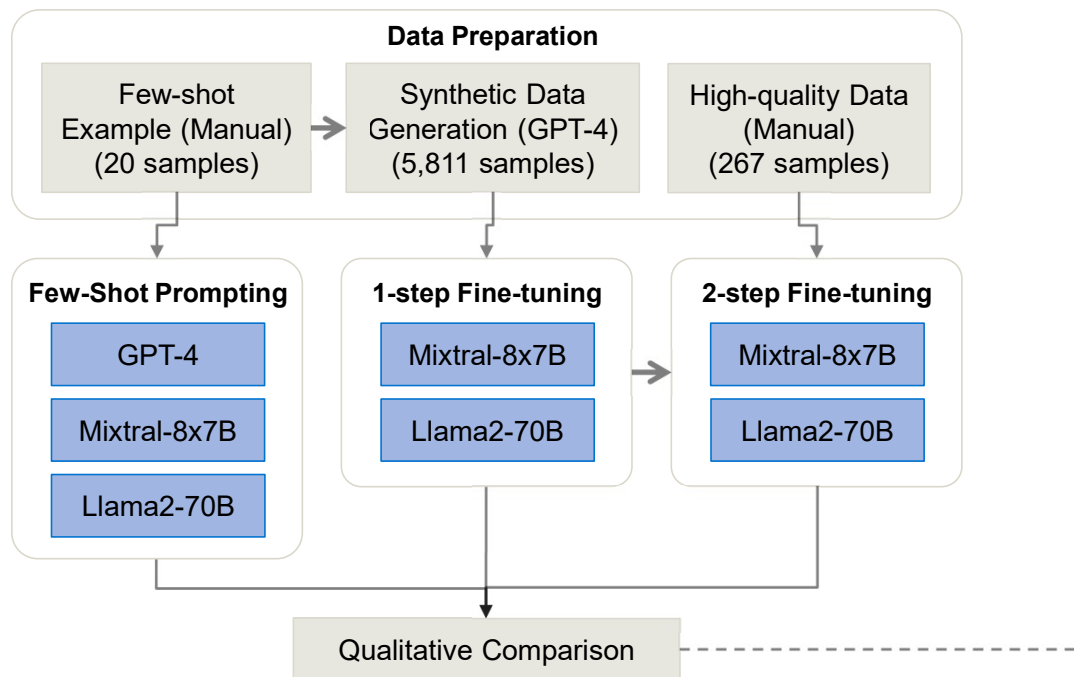 Data Preparation
Few-shot
Example (Manual)
(20 samples)
Synthetic Data
Generation (GPT-4)
(5,811 samples)
High-quality Data
(Manual)
(267 samples)
Few-Shot Prompting
GPT-4
Mixtral-8x7B
Llama2-70B
1-step Fine-tuning
Mixtral-8x7B
Llama2-70B
2-step Fine-tuning
Mixtral-8x7B
Llama2-70B
Qualitative Comparison